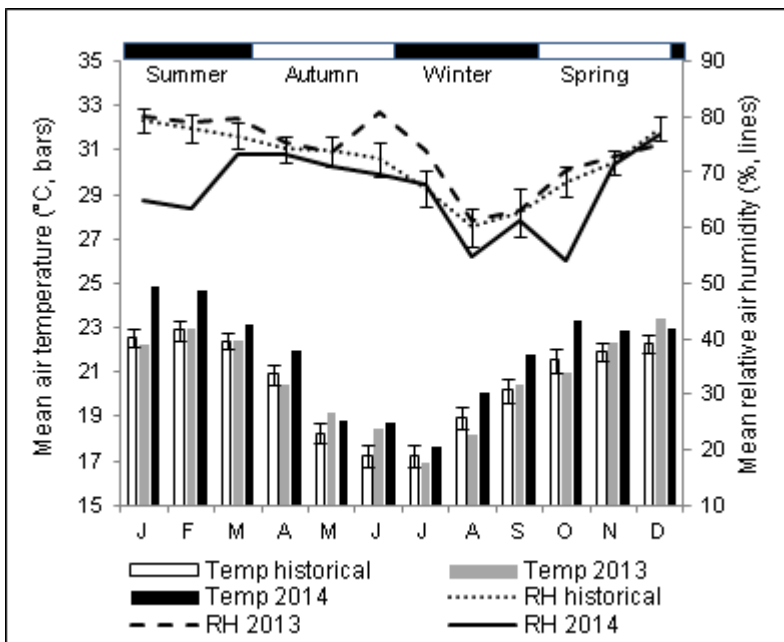 Summer Autumn Winter Spring
35
33
31
29
27
25
23
21
19
17
15
Mean air temperature (°C, bars)
90
80
70
60
50
40
30
20
10
Mean relative air humidity (%, lines)
J F M A M J J A S O N D
Temp historical Temp 2013
Temp 2014 RH historical
RH 2013 RH 2014